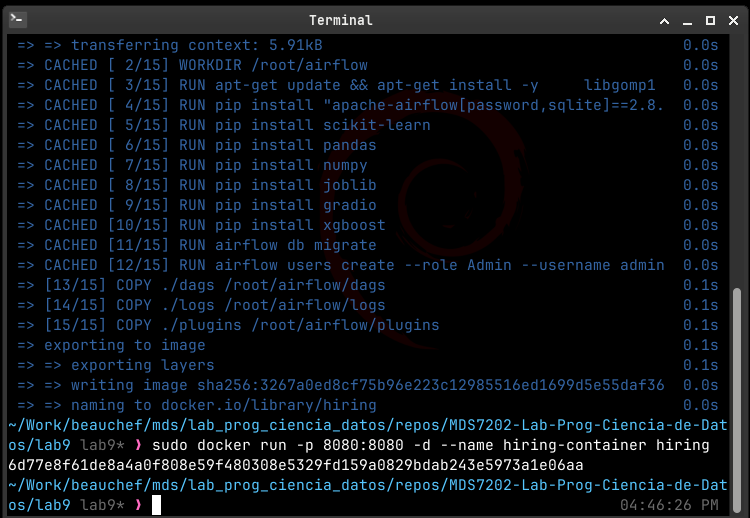 Terminal
=> => transferring context: 5.91kB 0.0s
=> CACHED [ 2/15] WORKDIR /root/airflow 0.0s
=> CACHED [ 3/15] RUN apt-get update && apt-get install -y     libgomp1 0.0s
=> CACHED [ 4/15] RUN pip install "apache-airflow[password,sqlite]==2.8. 0.0s
=> CACHED [ 5/15] RUN pip install scikit-learn 0.0s
=> CACHED [ 6/15] RUN pip install pandas 0.0s
=> CACHED [ 7/15] RUN pip install numpy 0.0s
=> CACHED [ 8/15] RUN pip install joblib 0.0s
=> CACHED [ 9/15] RUN pip install gradio 0.0s
=> CACHED [10/15] RUN pip install xgboost 0.0s
=> CACHED [11/15] RUN airflow db migrate 0.0s
=> CACHED [12/15] RUN airflow users create --role Admin --username admin 0.0s
=> [13/15] COPY ./dags /root/airflow/dags 0.1s
=> [14/15] COPY ./logs /root/airflow/logs 0.1s
=> [15/15] COPY ./plugins /root/airflow/plugins 0.1s
=> exporting to image 0.1s
=> => exporting layers 0.1s
=> => writing image sha256:3267a0ed8cf75b96e223c12985516ed1699d5e55daf36 0.0s
=> => naming to docker.io/library/hiring 0.0s
~/Work/beauchef/mds/lab_prog_ciencia_datos/repos/MDS7202-Lab-Prog-Ciencia-de-Dat
os/lab9 lab9* ❯ sudo docker run -p 8080:8080 -d --name hiring-container hiring
6d77e8f61de8a4a0f808e59f480308e5329fd159a0829bdab243e5973a1e06aa
~/Work/beauchef/mds/lab_prog_ciencia_datos/repos/MDS7202-Lab-Prog-Ciencia-de-Dat
os/lab9 lab9* ❯ 04:46:26 PM